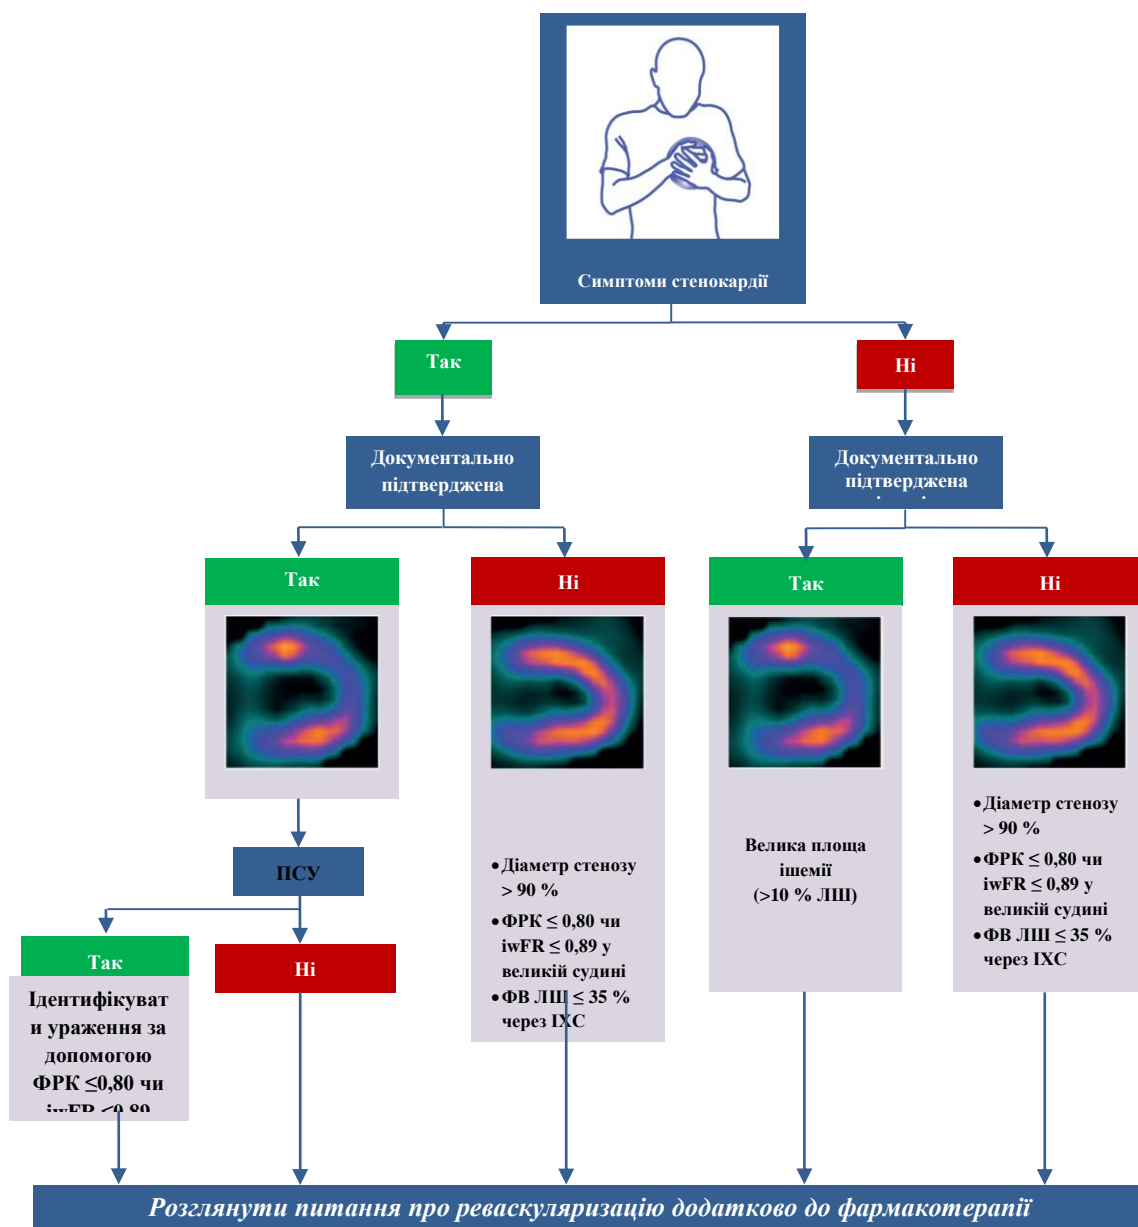 Симптоми стенокардії
Так
Ні
Документально
підтверджена
Документально
підтверджена
Так
Ні
Так
Ні
• Діаметр стенозу
> 90 %
• ФРК ≤ 0,80 чи
iwFR ≤ 0,89 у
великій судині
• ФВ ЛШ ≤ 35 %
через ІХС
Велика площа
ішемії
(>10 % ЛШ)
• Діаметр стенозу
> 90 %
• ФРК ≤ 0,80 чи
iwFR ≤ 0,89 у
великій судині
• ФВ ЛШ ≤ 35 %
через ІХС
ПСУ
Так
Ні
Ідентифікуват
и ураження за
допомогою
ФРК ≤0,80 чи
iwFR ≤0,89
Розглянути питання про реваскуляризацію додатково до фармакотерапії